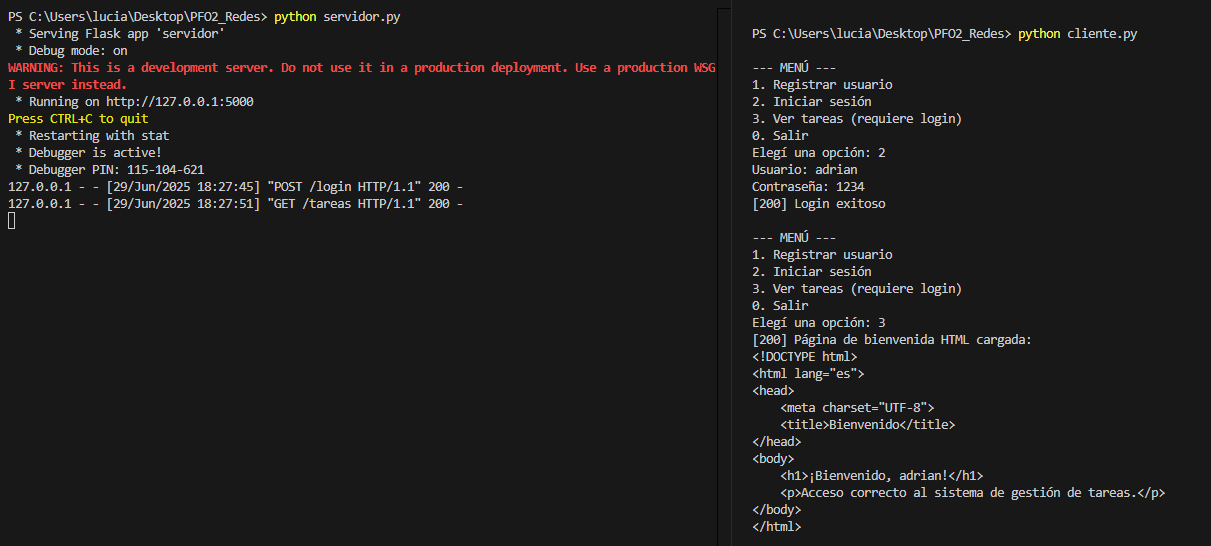 PS C:\Users\lucia\Desktop\PFO2_Redes> python servidor.py
 * Serving Flask app 'servidor'
 * Debug mode: on
WARNING: This is a development server. Do not use it in a production deployment. Use a production WSG
I server instead.
 * Running on http://127.0.0.1:5000
Press CTRL+C to quit
 * Restarting with stat
 * Debugger is active!
 * Debugger PIN: 115-104-621
127.0.0.1 - - [29/Jun/2025 18:27:45] "POST /login HTTP/1.1" 200 -
127.0.0.1 - - [29/Jun/2025 18:27:51] "GET /tareas HTTP/1.1" 200 -
PS C:\Users\lucia\Desktop\PFO2_Redes> python cliente.py
--- MENÚ ---
1. Registrar usuario
2. Iniciar sesión
3. Ver tareas (requiere login)
0. Salir
Elegí una opción: 2
Usuario: adrian
Contraseña: 1234
[200] Login exitoso
--- MENÚ ---
1. Registrar usuario
2. Iniciar sesión
3. Ver tareas (requiere login)
0. Salir
Elegí una opción: 3
[200] Página de bienvenida HTML cargada:
<!DOCTYPE html>
<html lang="es">
<head>
    <meta charset="UTF-8">
    <title>Bienvenido</title>
</head>
<body>
    <h1>¡Bienvenido, adrian!</h1>
    <p>Acceso correcto al sistema de gestión de tareas.</p>
</body>
</html>